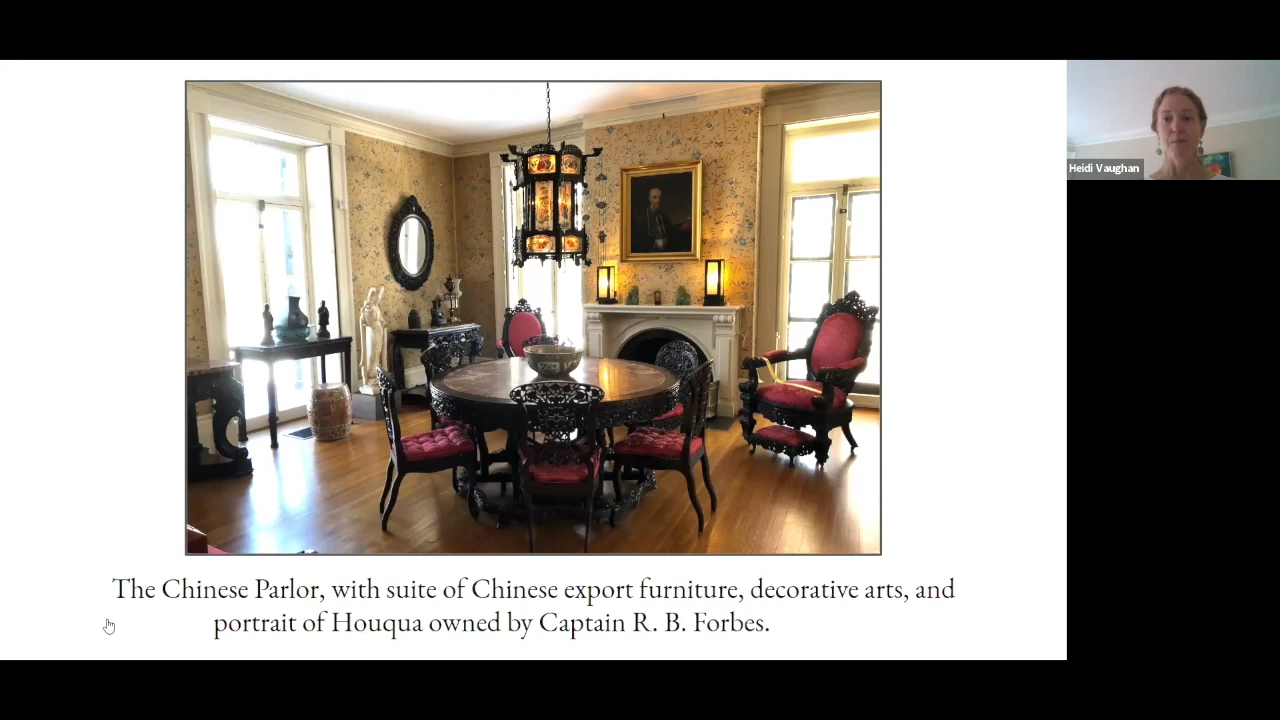 Heidi Vaughan
The Chinese Parlor, with suite of Chinese export furniture, decorative arts, and
portrait of Houqua owned by Captain R. B. Forbes.